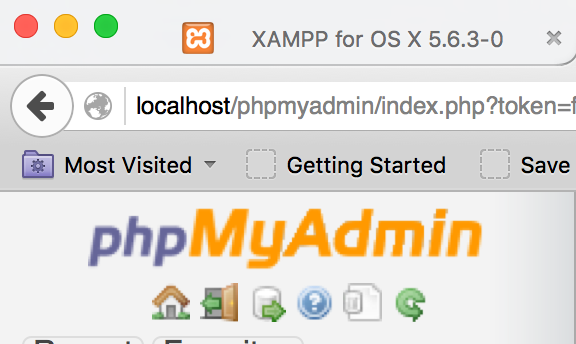 XAMPP for OS X 5.6.3-0
localhost/phpmyadmin/index.php?token=f
Most Visited Getting Started Save
phpMyAdmin